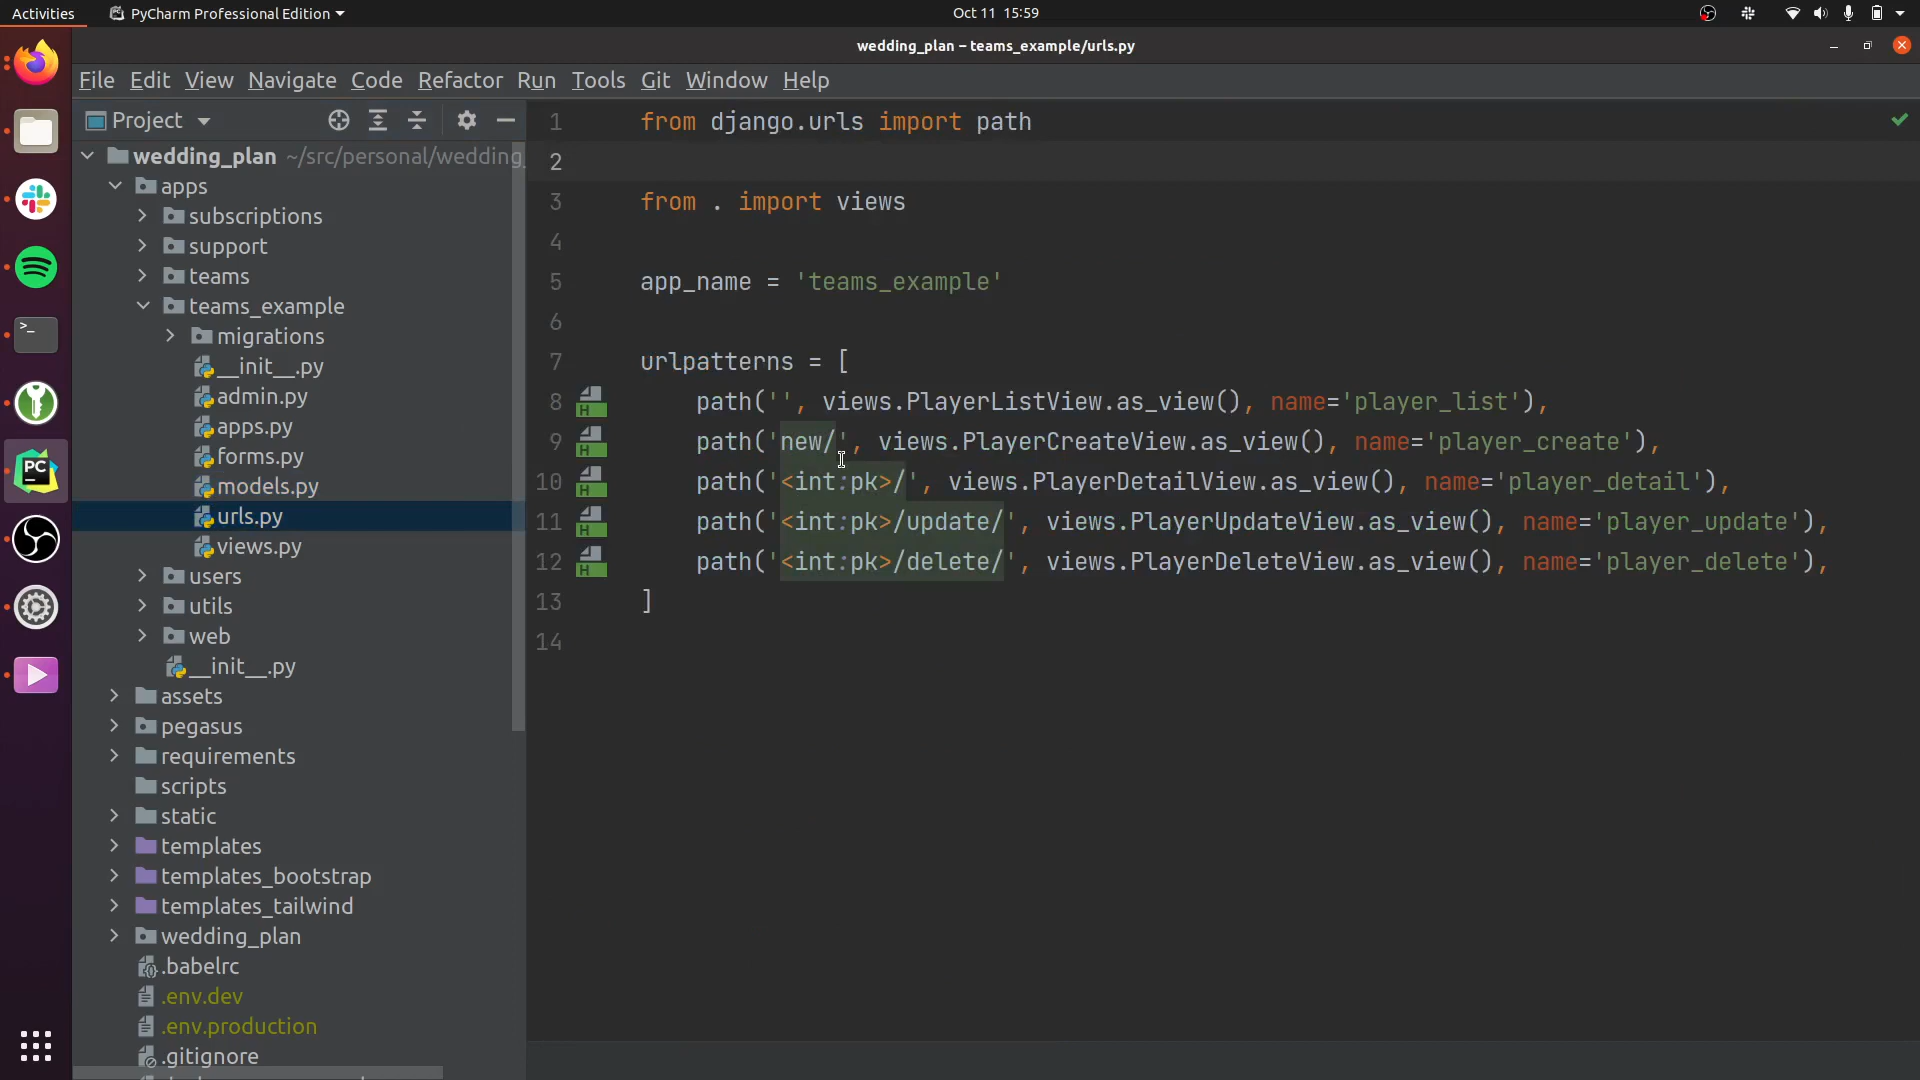 Activities
PyCharm Professional Edition
Oct 11 15:59
wedding_plan – teams_example/urls.py
File Edit View Navigate Code Refactor Run Tools Git Window Help
Project
wedding_plan ~/src/personal/wedding_
apps
subscriptions
support
teams
teams_example
migrations
__init__.py
admin.py
apps.py
forms.py
models.py
urls.py
views.py
users
utils
web
__init__.py
assets
pegasus
requirements
scripts
static
templates
templates_bootstrap
templates_tailwind
wedding_plan
.babelrc
.env.dev
.env.production
.gitignore
1 from django.urls import path
2
3 from . import views
4
5 app_name = 'teams_example'
6
7 urlpatterns = [
8 path('', views.PlayerListView.as_view(), name='player_list'),
9 path('new/', views.PlayerCreateView.as_view(), name='player_create'),
10 path('<int:pk>/', views.PlayerDetailView.as_view(), name='player_detail'),
11 path('<int:pk>/update/', views.PlayerUpdateView.as_view(), name='player_update'),
12 path('<int:pk>/delete/', views.PlayerDeleteView.as_view(), name='player_delete'),
13 ]
14